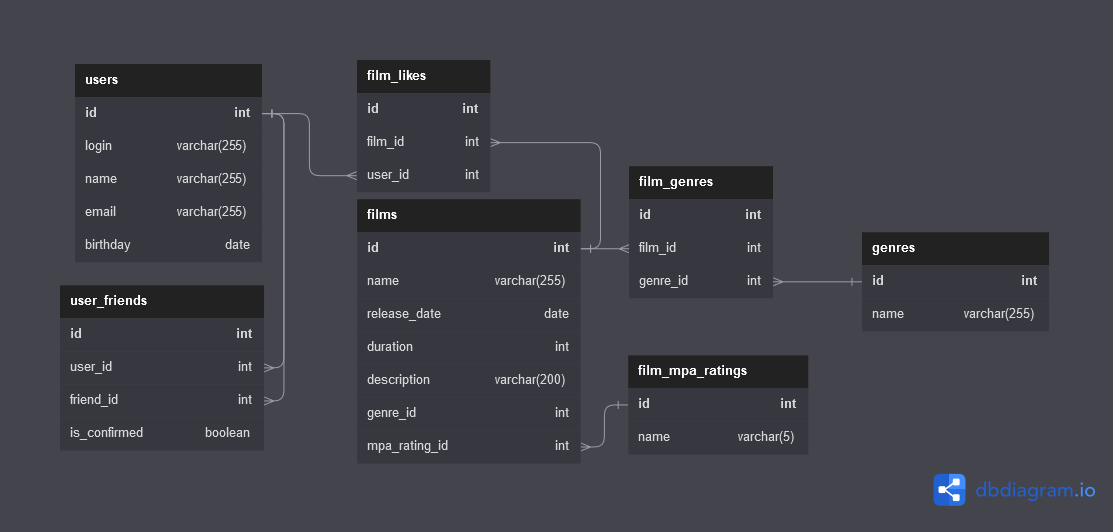 users
id int
login varchar(255)
name varchar(255)
email varchar(255)
birthday date
user_friends
id int
user_id int
friend_id int
is_confirmed boolean
film_likes
id int
film_id int
user_id int
films
id int
name varchar(255)
release_date date
duration int
description varchar(200)
genre_id int
mpa_rating_id int
film_genres
id int
film_id int
genre_id int
film_mpa_ratings
id int
name varchar(5)
genres
id int
name varchar(255)
dbdiagram.io